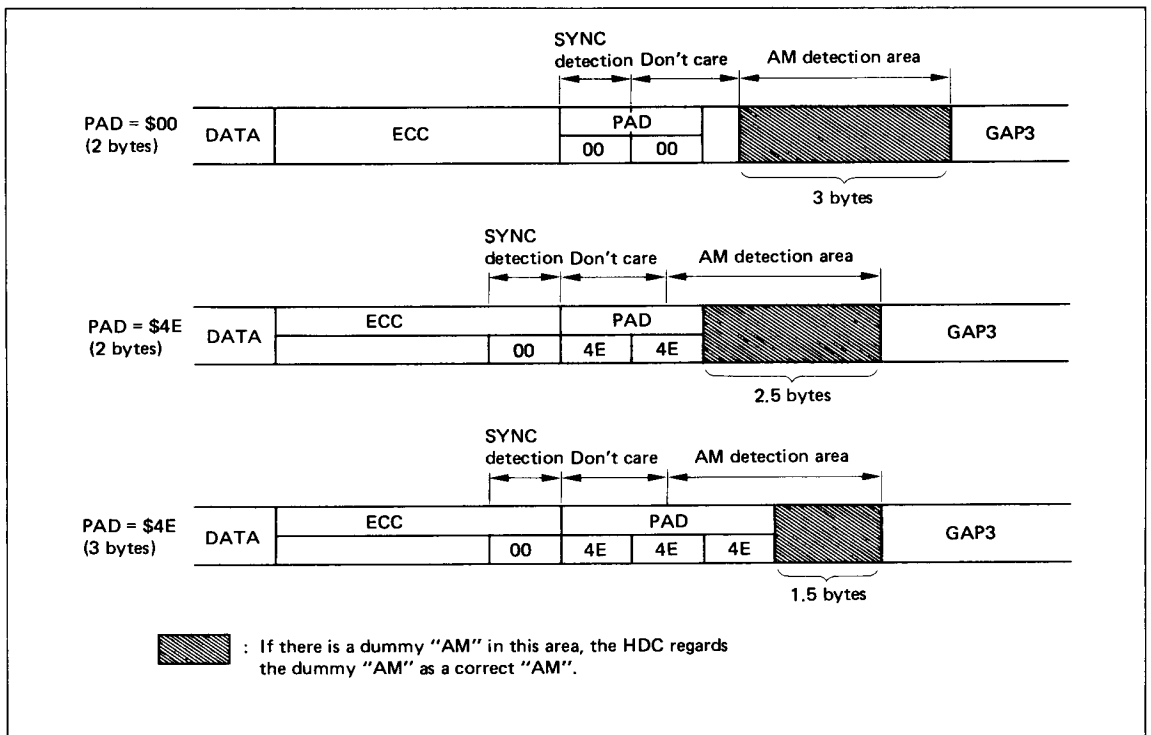 SYNC
detection Don't care AM detection area
PAD = $00
(2 bytes)
DATA ECC PAD GAP3
00 00
3 bytes
SYNC
detection Don't care AM detection area
PAD = $4E
(2 bytes)
DATA ECC PAD GAP3
00 4E 4E
2.5 bytes
SYNC
detection Don't care AM detection area
PAD = $4E
(3 bytes)
DATA ECC PAD GAP3
00 4E 4E 4E
1.5 bytes
: If there is a dummy "AM" in this area, the HDC regards
the dummy "AM" as a correct "AM".